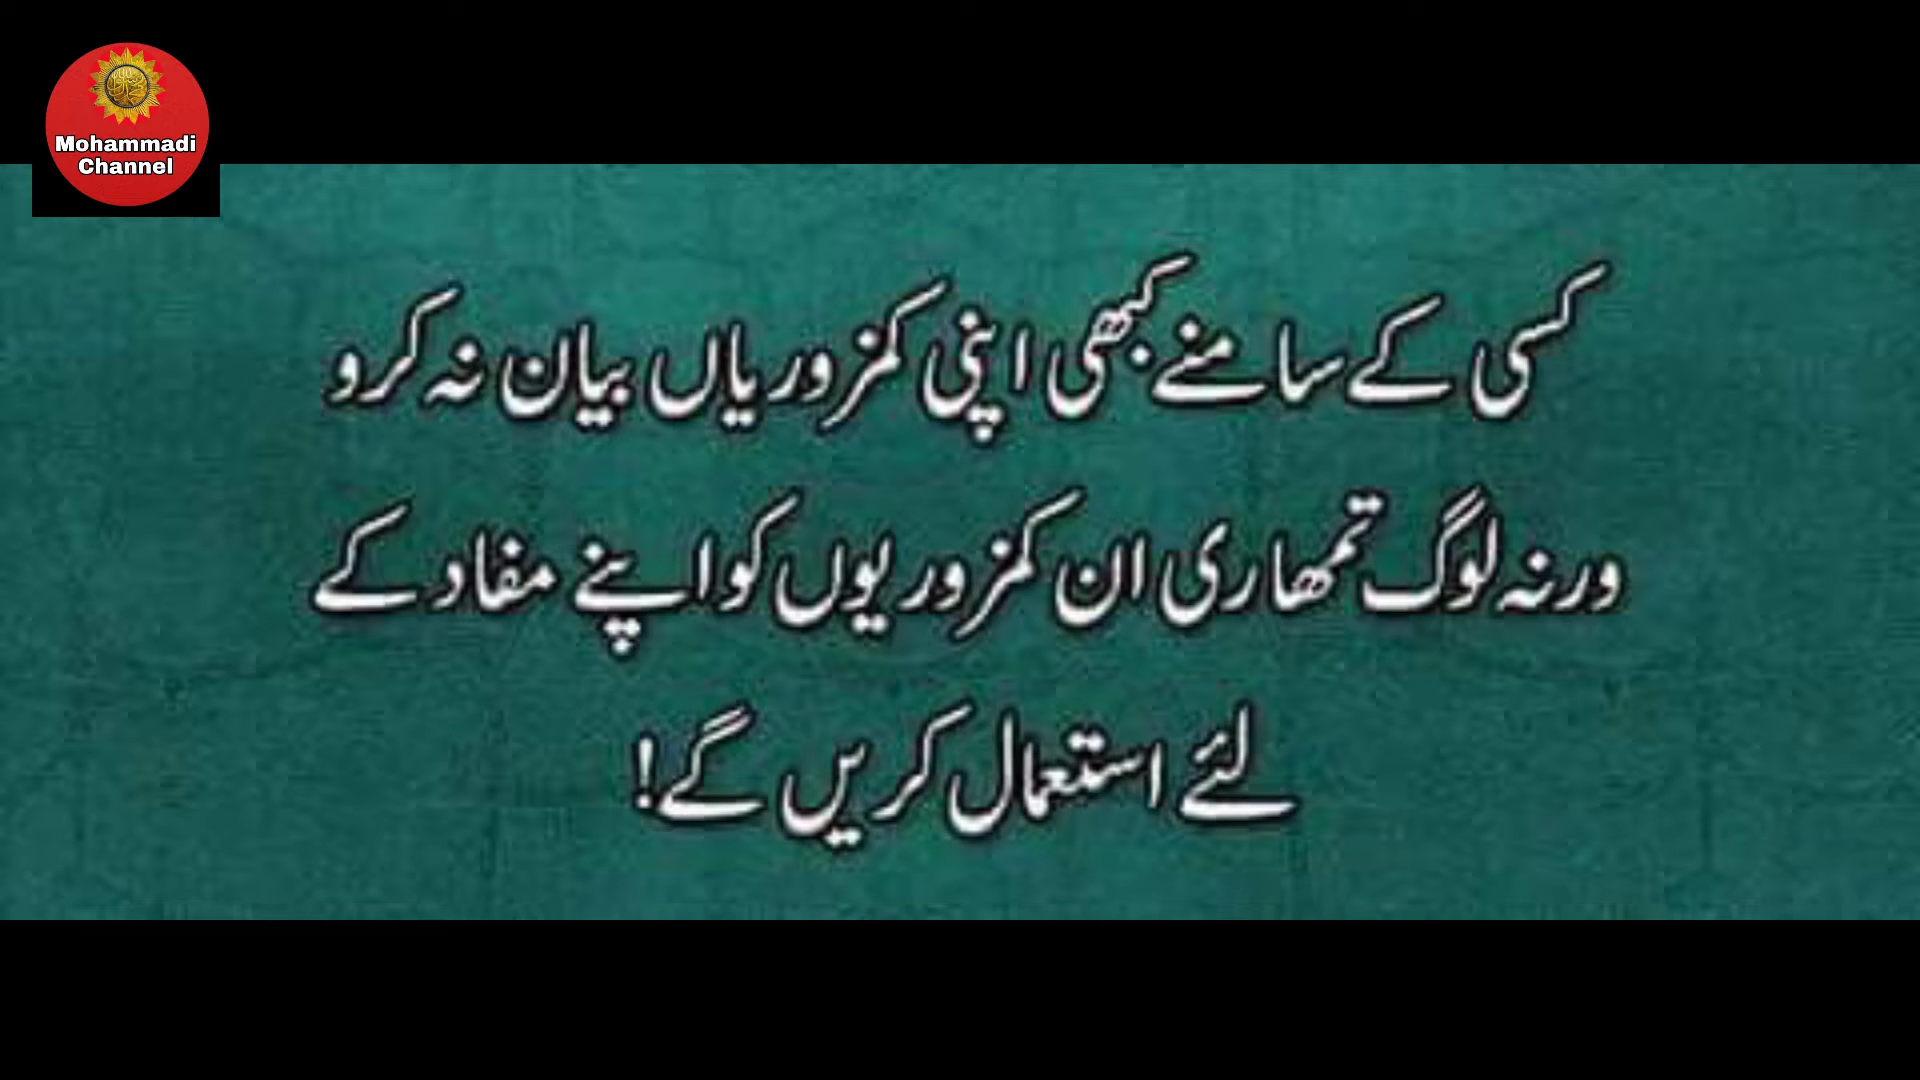 Mohammadi
Channel
کسی کے سامنے کبھی اپنی کمزوریاں بیان نہ کرو
ورنہ لوگ تمھاری ان کمزوریوں کو اپنے مفاد کے
لئے استعمال کریں گے!